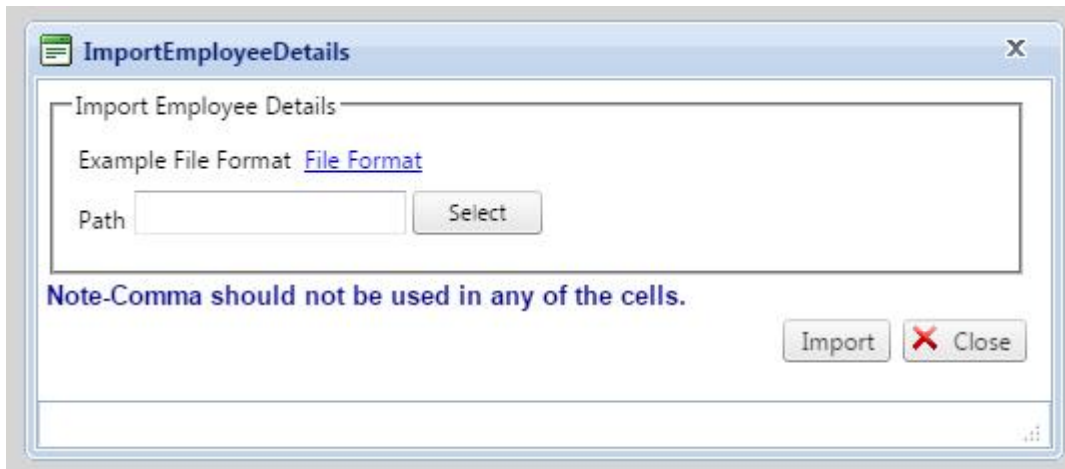 ImportEmployeeDetails
Import Employee Details
Example File Format File Format
Path Select
Note-Comma should not be used in any of the cells.
Import Close